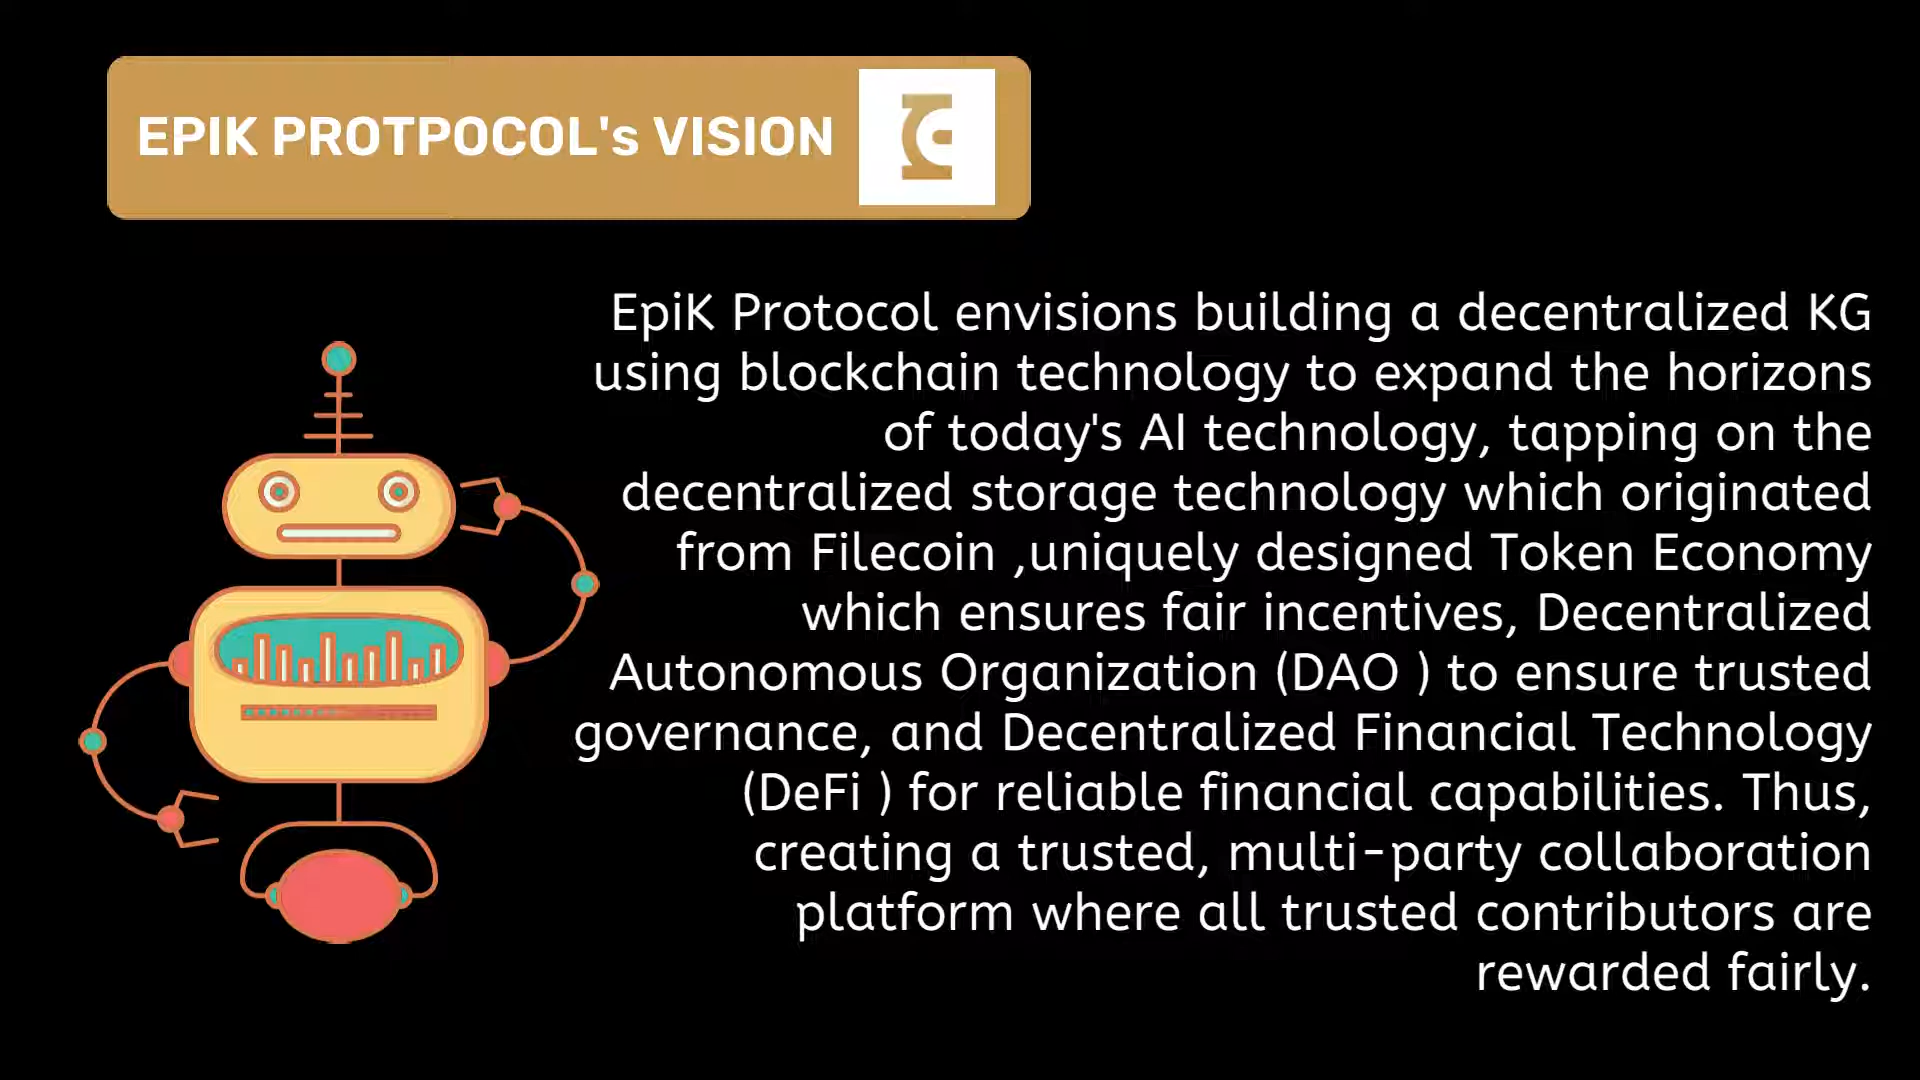 EPIK PROTPOCOL's VISION
EpiK Protocol envisions building a decentralized KG
using blockchain technology to expand the horizons
of today's AI technology, tapping on the
decentralized storage technology which originated
from Filecoin ,uniquely designed Token Economy
which ensures fair incentives, Decentralized
Autonomous Organization (DAO ) to ensure trusted
governance, and Decentralized Financial Technology
(DeFi ) for reliable financial capabilities. Thus,
creating a trusted, multi-party collaboration
platform where all trusted contributors are
rewarded fairly.